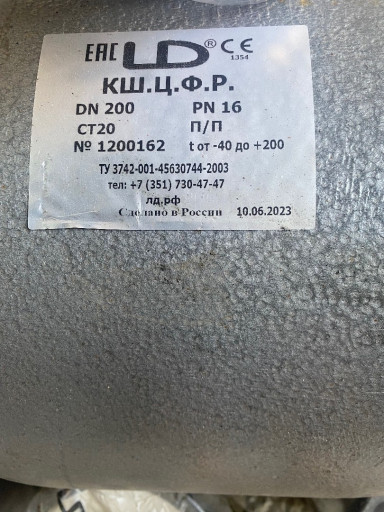 EAC LD ® CE
1354
КШ.Ц.Ф.Р.
DN 200 PN 16
СТ20 П/П
№ 1200162 t от -40 до +200
ТУ 3742-001-45630744-2003
тел: +7 (351) 730-47-47
лд.рф
Сделано в России 10.06.2023